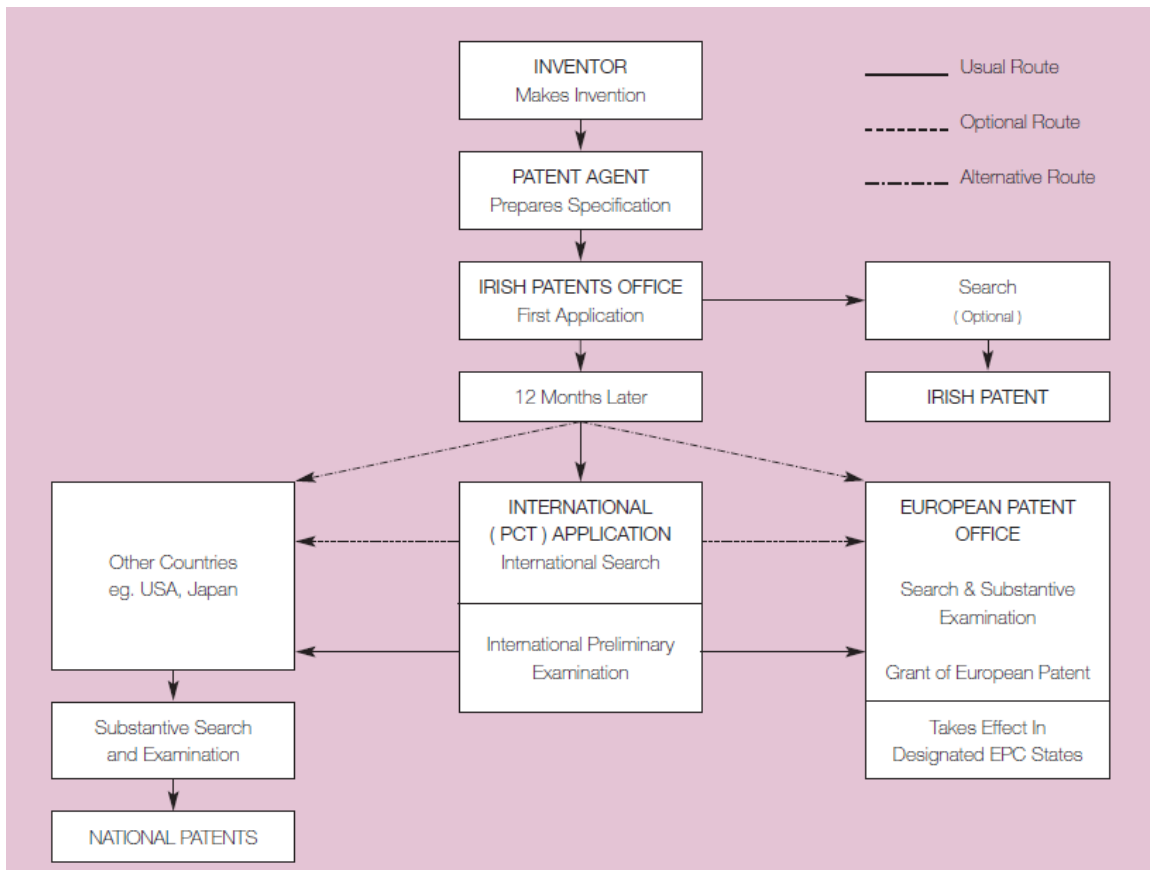 INVENTOR
Makes Invention
Usual Route
Optional Route
Alternative Route
PATENT AGENT
Prepares Specification
IRISH PATENTS OFFICE
First Application
Search
( Optional )
12 Months Later
IRISH PATENT
Other Countries
eg. USA, Japan
INTERNATIONAL
( PCT ) APPLICATION
International Search
International Preliminary
Examination
EUROPEAN PATENT
OFFICE
Search & Substantive
Examination
Grant of European Patent
Takes Effect In
Designated EPC States
Substantive Search
and Examination
NATIONAL PATENTS